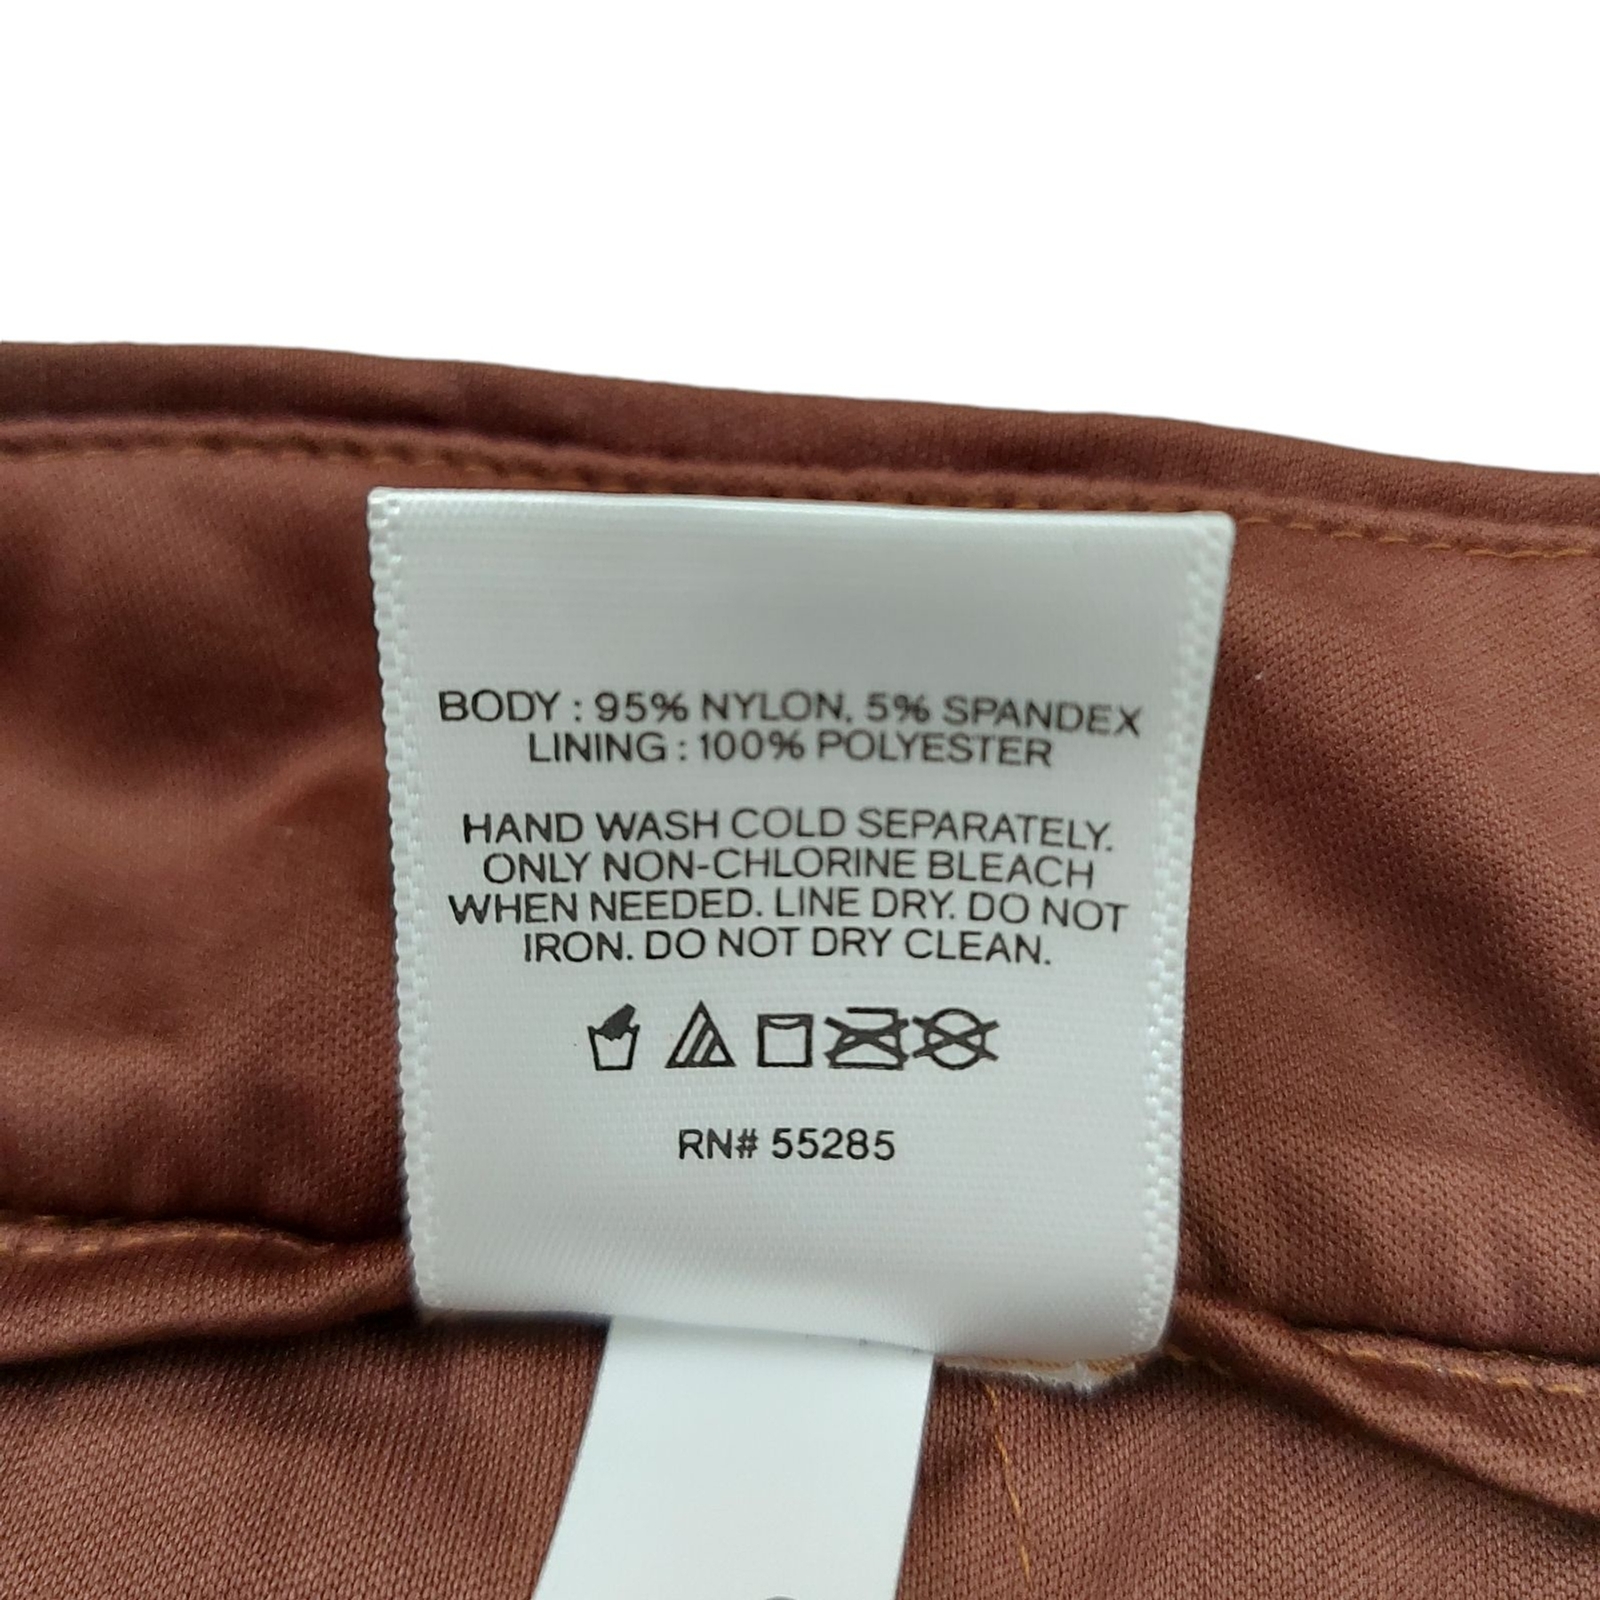 BODY : 95% NYLON, 5% SPANDEX
LINING : 100% POLYESTER
HAND WASH COLD SEPARATELY.
ONLY NON-CHLORINE BLEACH
WHEN NEEDED. LINE DRY. DO NOT
IRON. DO NOT DRY CLEAN.
RN# 55285